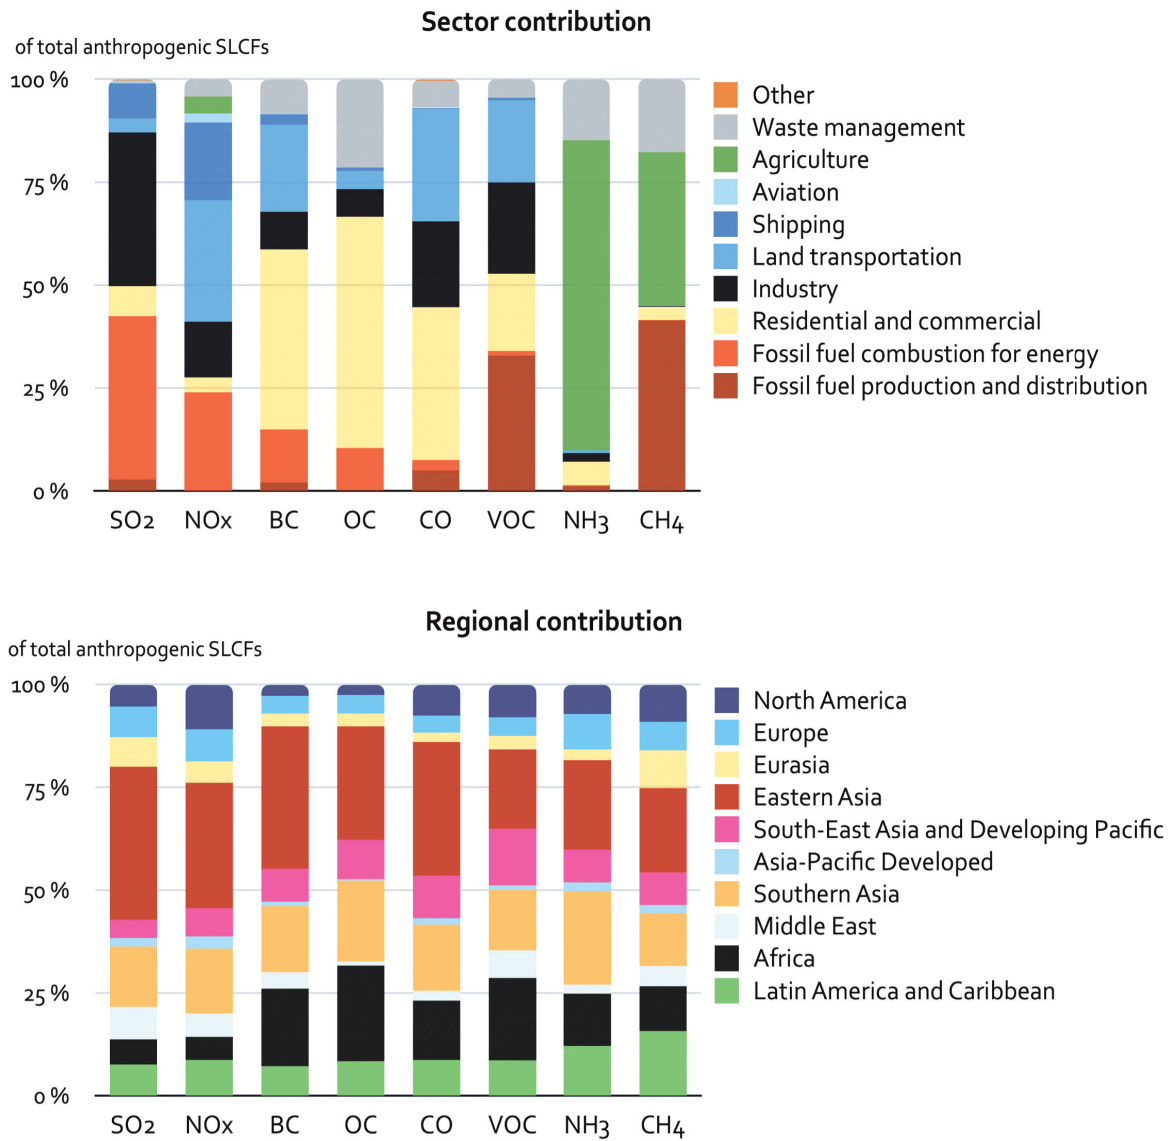 Sector contribution
of total anthropogenic SLCFs
100 %
75 %
50 %
25 %
0 %
SO2 NOx BC OC CO VOC NH3 CH4
Other
Waste management
Agriculture
Aviation
Shipping
Land transportation
Industry
Residential and commercial
Fossil fuel combustion for energy
Fossil fuel production and distribution
Regional contribution
of total anthropogenic SLCFs
100 %
75 %
50 %
25 %
0 %
SO2 NOx BC OC CO VOC NH3 CH4
North America
Europe
Eurasia
Eastern Asia
South-East Asia and Developing Pacific
Asia-Pacific Developed
Southern Asia
Middle East
Africa
Latin America and Caribbean